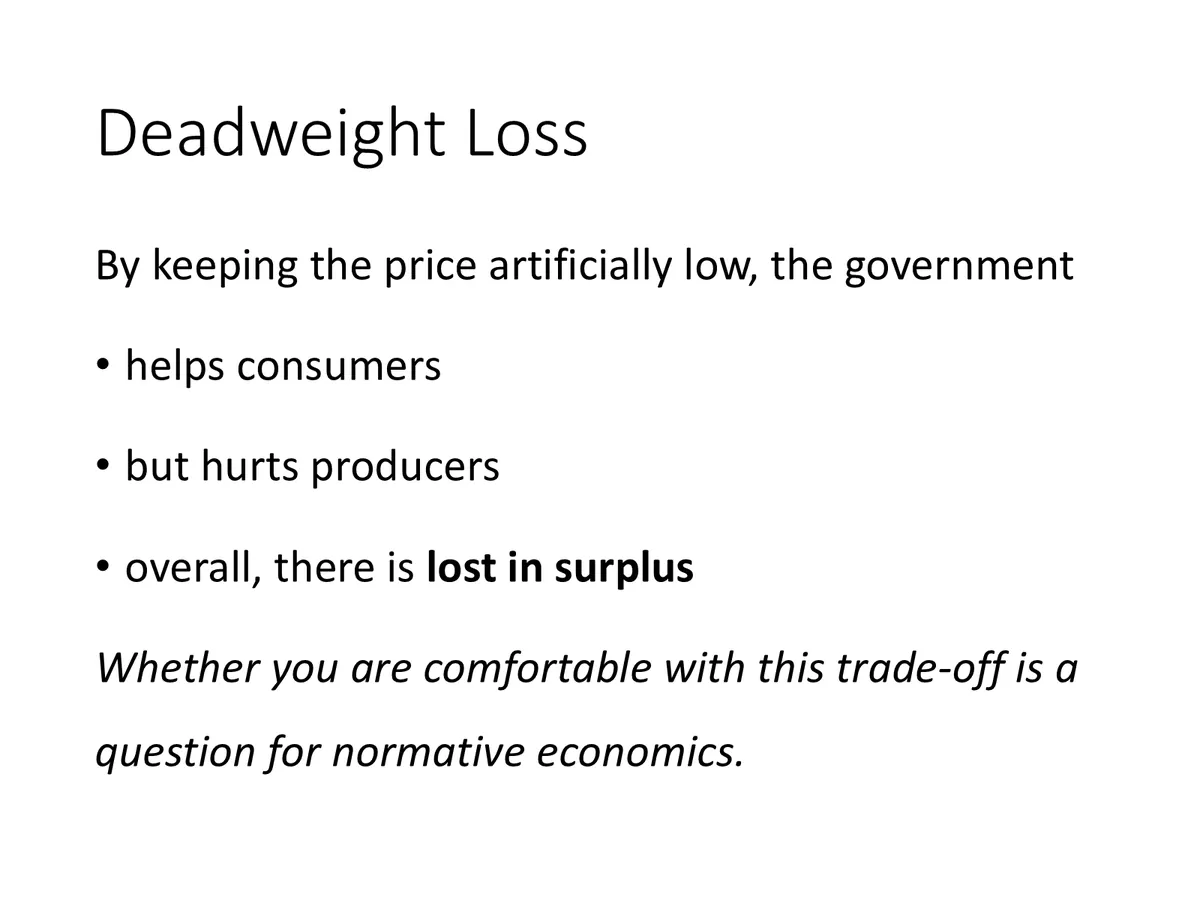 Deadweight Loss
By keeping the price artificially low, the government
• helps consumers
• but hurts producers
• overall, there is lost in surplus
Whether you are comfortable with this trade-off is a
question for normative economics.